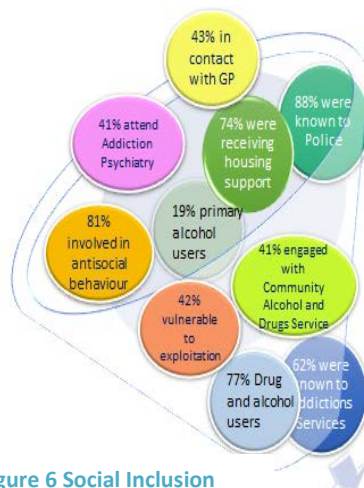 43% in
contact
with GP
41% attend
Addiction
Psychiatry
74% were
receiving
housing
support
88% were
known to
Police
81%
involved in
antisocial
behaviour
19% primary
alcohol
users
41% engaged
with
Community
Alcohol and
Drugs Service
42%
vulnerable
to
exploitation
77% Drug
and alcohol
users
62% were
nown to
ddictions
Services
gure 6 Social Inclusion